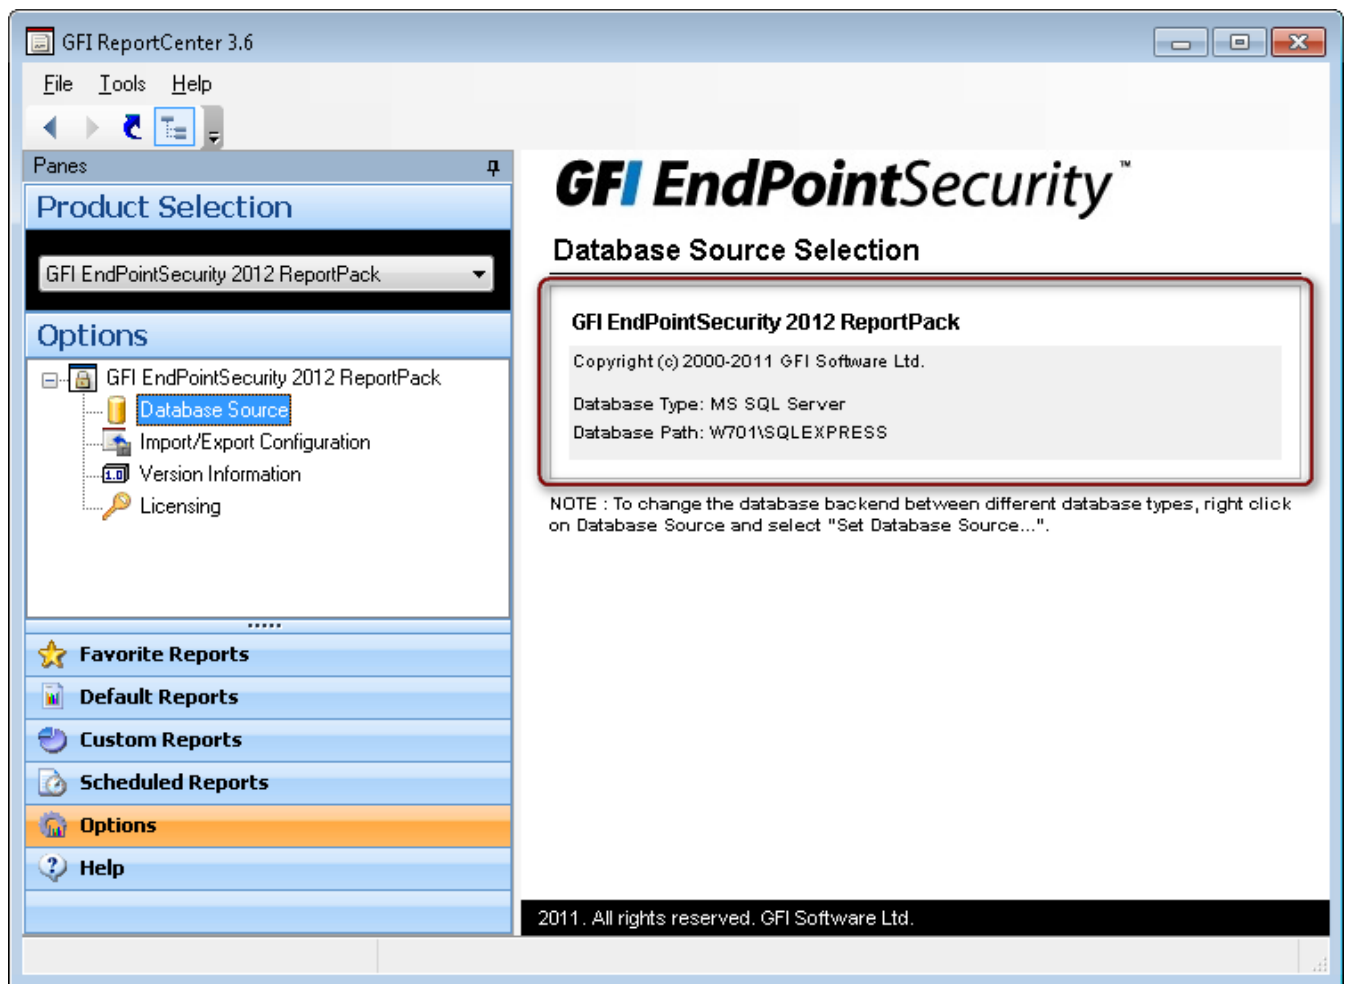 GFI ReportCenter 3.6
File Tools Help
Panes
Product Selection
GFI EndPointSecurity 2012 ReportPack
Options
GFI EndPointSecurity 2012 ReportPack
Database Source
Import/Export Configuration
1.0 Version Information
Licensing
Favorite Reports
Default Reports
Custom Reports
Scheduled Reports
Options
Help
GFI EndPointSecurity™
Database Source Selection
GFI EndPointSecurity 2012 ReportPack
Copyright (c) 2000-2011 GFI Software Ltd.
Database Type: MS SQL Server
Database Path: W701\SQLEXPRESS
NOTE : To change the database backend between different database types, right click
on Database Source and select "Set Database Source...".
2011. All rights reserved. GFI Software Ltd.